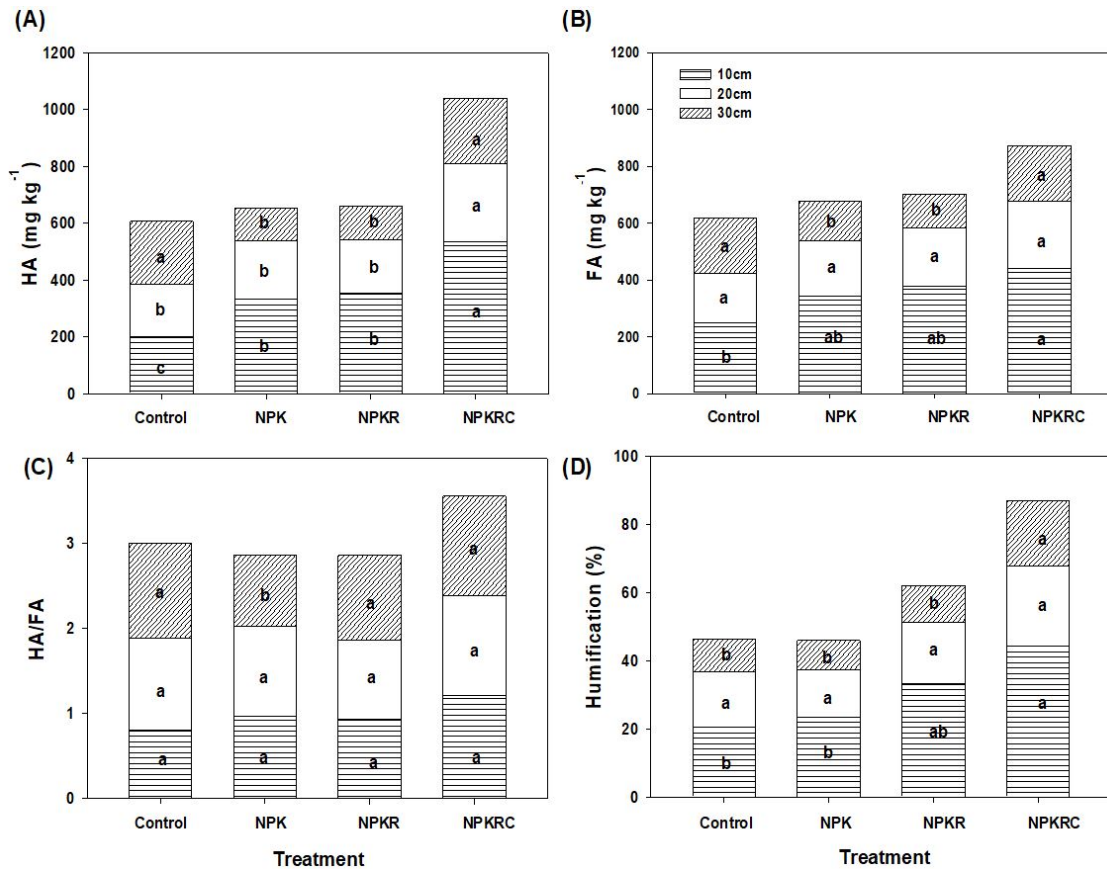 (A)
1200
1000
800
600
400
200
0
HA (mg kg⁻¹)
a
b
c
b
b
b
b
b
b
a
a
a
Control NPK NPKR NPKRC
(B)
1200
1000
800
600
400
200
0
FA (mg kg⁻¹)
10cm
20cm
30cm
a
a
b
b
a
ab
b
a
ab
a
a
a
Control NPK NPKR NPKRC
(C)
4
3
2
1
0
HA/FA
a
a
a
b
a
a
a
a
a
a
a
a
Control NPK NPKR NPKRC
Treatment
(D)
100
80
60
40
20
0
Humification (%)
b
a
b
b
a
b
b
a
ab
a
a
a
Control NPK NPKR NPKRC
Treatment